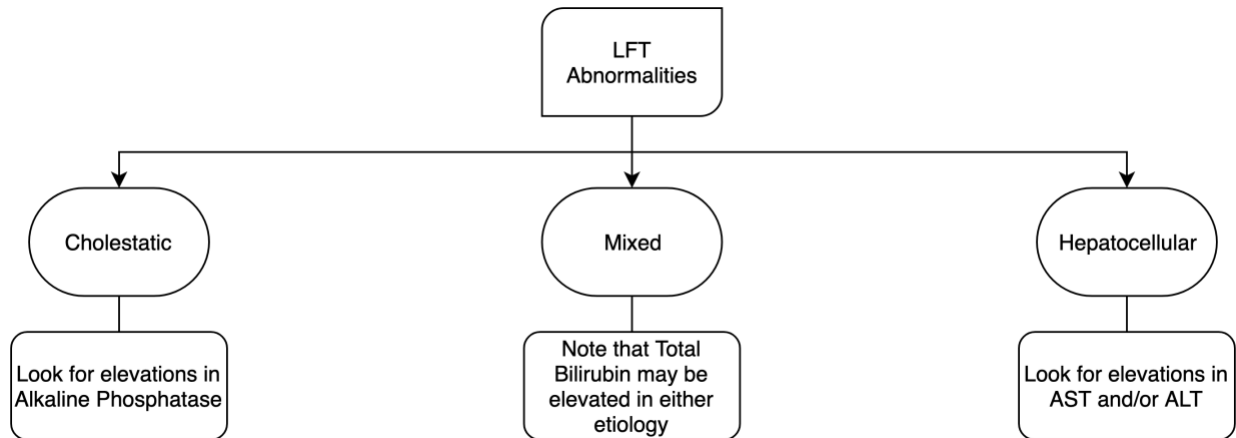 LFT
Abnormalities
Cholestatic
Mixed
Hepatocellular
Look for elevations in
Alkaline Phosphatase
Note that Total
Bilirubin may be
elevated in either
etiology
Look for elevations in
AST and/or ALT